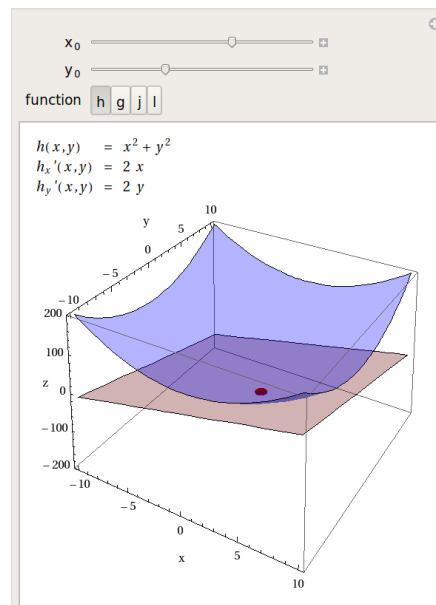 x₀
y₀
function h g j l
h(x,y) = x² + y²
hₓ'(x,y) = 2 x
h_y'(x,y) = 2 y
y
10
5
0
−5
−10
200
100
z 0
−100
−200
−10
−5
0
5
x
10